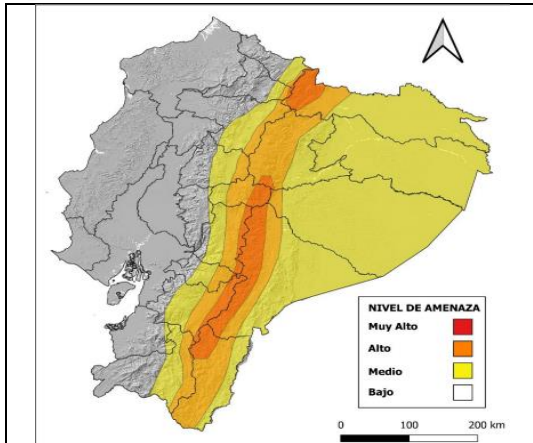 NIVEL DE AMENAZA
Muy Alto
Alto
Medio
Bajo
0 100 200 km